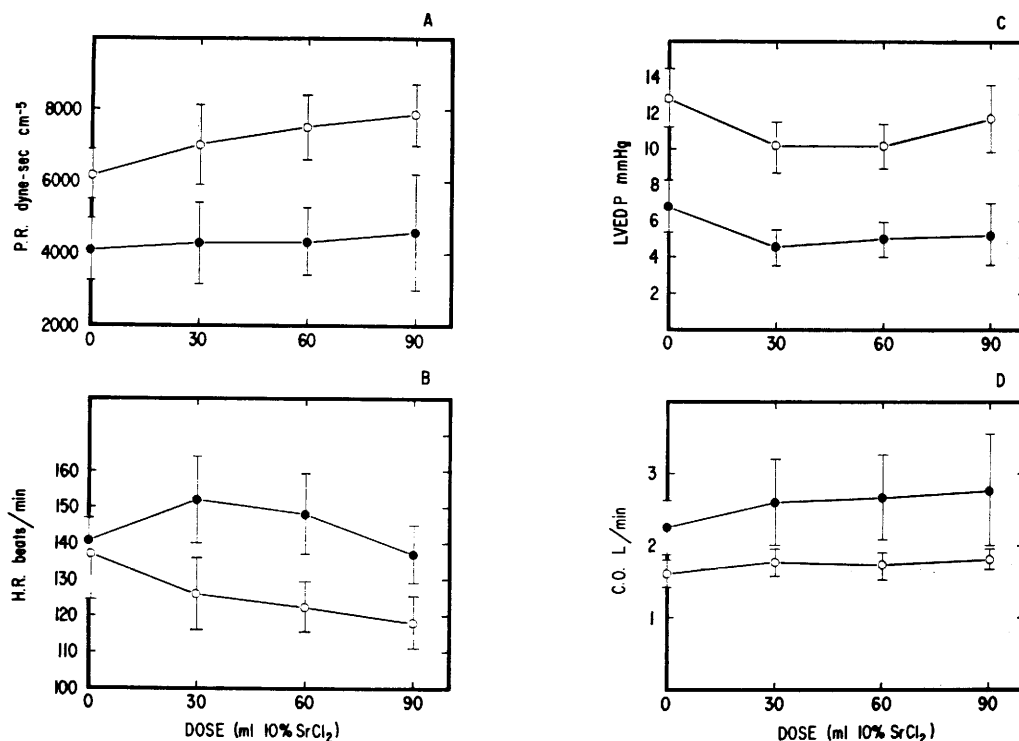 A
P.R. dyne-sec cm⁻⁵
8000
6000
4000
2000
0 30 60 90
B
H.R. beats/min
160
150
140
130
120
110
100
0 30 60 90
DOSE (ml 10% SrCl₂)
C
LVEDP mmHg
14
12
10
8
6
4
2
0 30 60 90
D
C.O. L/min
3
2
1
0 30 60 90
DOSE (ml 10% SrCl₂)